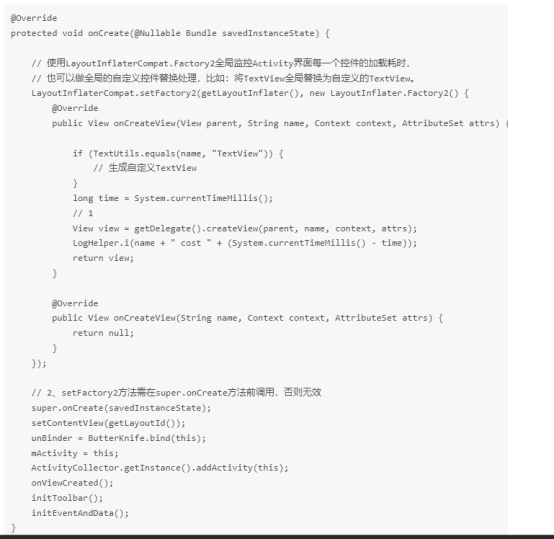 @Override
protected void onCreate(@Nullable Bundle savedInstanceState) {
// 使用LayoutInflaterCompat.Factory2全局监控Activity界面每一个控件的加载耗时,
// 也可以做全局的自定义控件替换处理，比如：将TextView全局替换为自定义的TextView。
LayoutInflaterCompat.setFactory2(getLayoutInflater(), new LayoutInflater.Factory2() {
@Override
public View onCreateView(View parent, String name, Context context, AttributeSet attrs) {
if (TextUtils.equals(name, "TextView")) {
// 生成自定义TextView
}
long time = System.currentTimeMillis();
// 1
View view = getDelegate().createView(parent, name, context, attrs);
LogHelper.i(name + " cost " + (System.currentTimeMillis() - time));
return view;
}
@Override
public View onCreateView(String name, Context context, AttributeSet attrs) {
return null;
}
});
// 2、setFactory2方法需在super.onCreate方法前调用，否则无效
super.onCreate(savedInstanceState);
setContentView(getLayoutId());
unBinder = ButterKnife.bind(this);
mActivity = this;
ActivityCollector.getInstance().addActivity(this);
onViewCreated();
initToolbar();
initEventAndData();
}